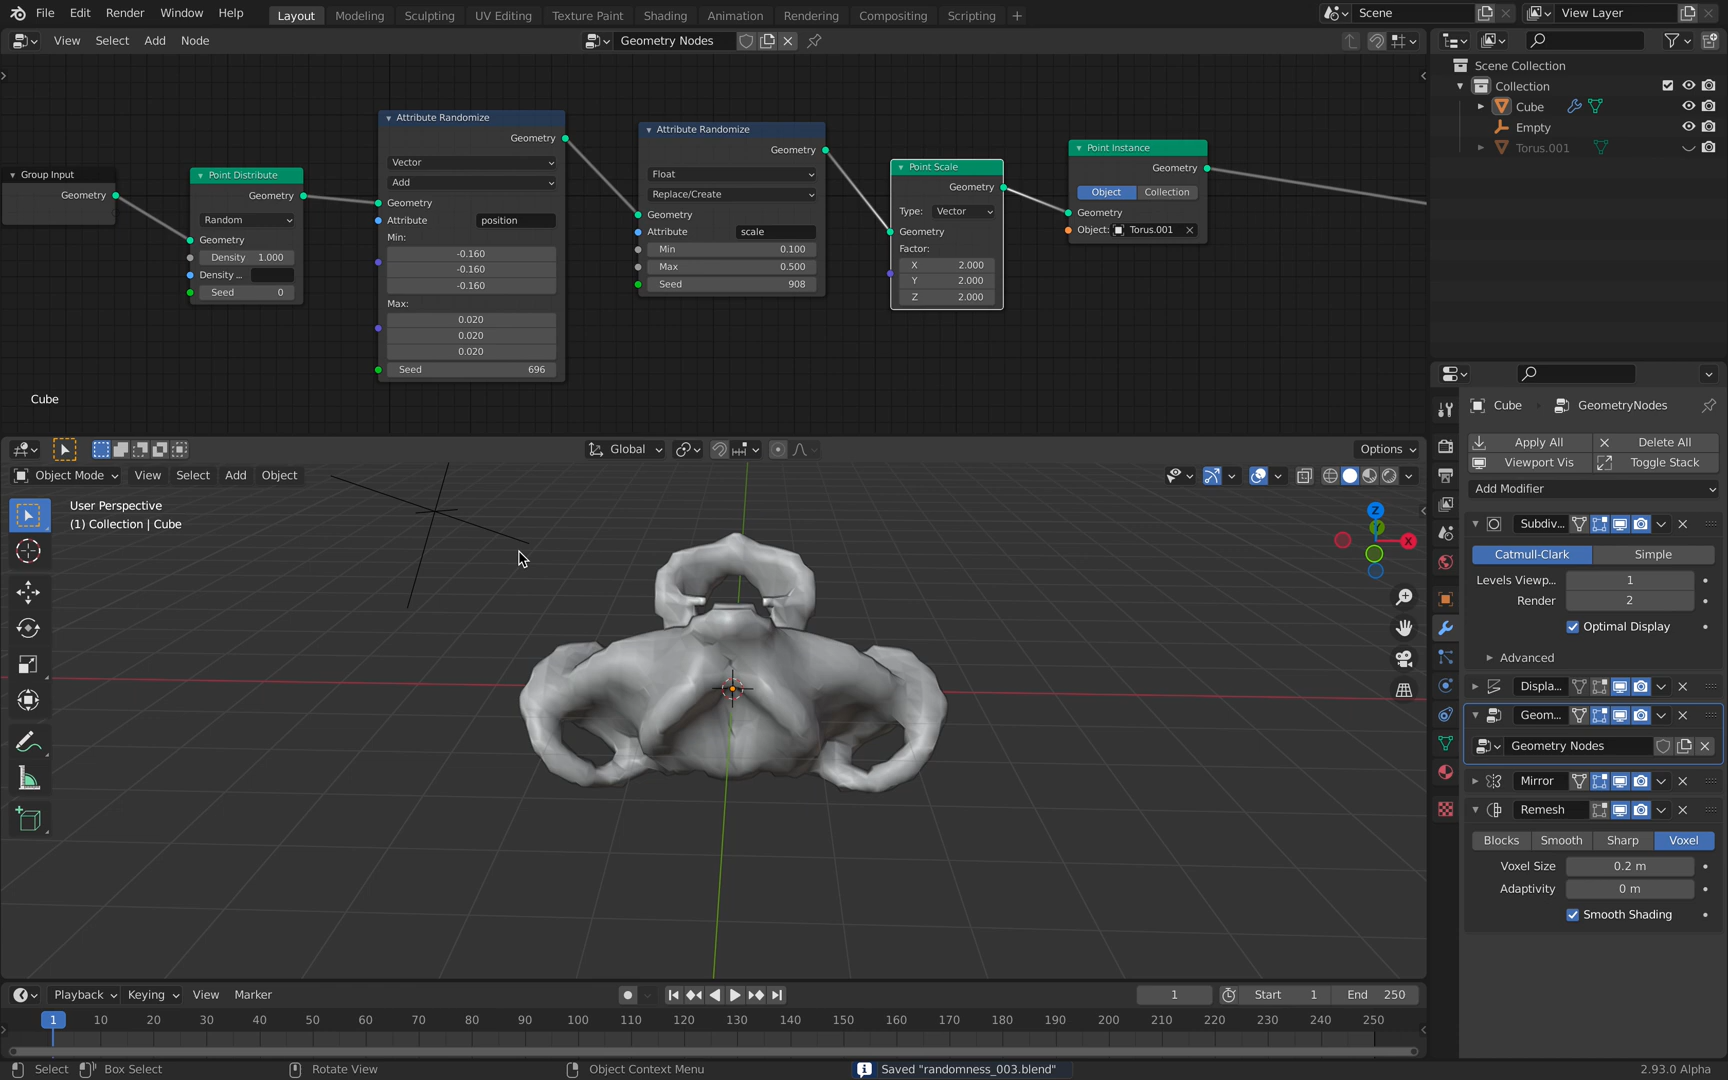 File Edit Render Window Help Layout Modeling Sculpting UV Editing Texture Paint Shading Animation Rendering Compositing Scripting + Scene View Layer
View Select Add Node Geometry Nodes
Scene Collection
Collection
Cube
Empty
Torus.001
Group Input
Geometry
Point Distribute
Geometry
Random
Geometry
Density 1.000
Density ...
Seed 0
Attribute Randomize
Geometry
Vector
Add
Geometry
Attribute position
Min:
-0.160
-0.160
-0.160
Max:
0.020
0.020
0.020
Seed 696
Attribute Randomize
Geometry
Float
Replace/Create
Geometry
Attribute scale
Min 0.100
Max 0.500
Seed 908
Point Scale
Geometry
Type: Vector
Geometry
Factor:
X 2.000
Y 2.000
Z 2.000
Point Instance
Geometry
Object Collection
Geometry
Object: Torus.001
Cube
Global Options
Object Mode View Select Add Object
User Perspective
(1) Collection | Cube
Z
Y
X
Cube GeometryNodes
Apply All Delete All
Viewport Vis Toggle Stack
Add Modifier
Subdiv...
Catmull-Clark Simple
Levels Viewp... 1
Render 2
Optimal Display
Advanced
Displa...
Geom...
Geometry Nodes
Mirror
Remesh
Blocks Smooth Sharp Voxel
Voxel Size 0.2 m
Adaptivity 0 m
Smooth Shading
Playback Keying View Marker 1 Start 1 End 250
1 10 20 30 40 50 60 70 80 90 100 110 120 130 140 150 160 170 180 190 200 210 220 230 240 250
Select Box Select Rotate View Object Context Menu Saved "randomness_003.blend" 2.93.0 Alpha